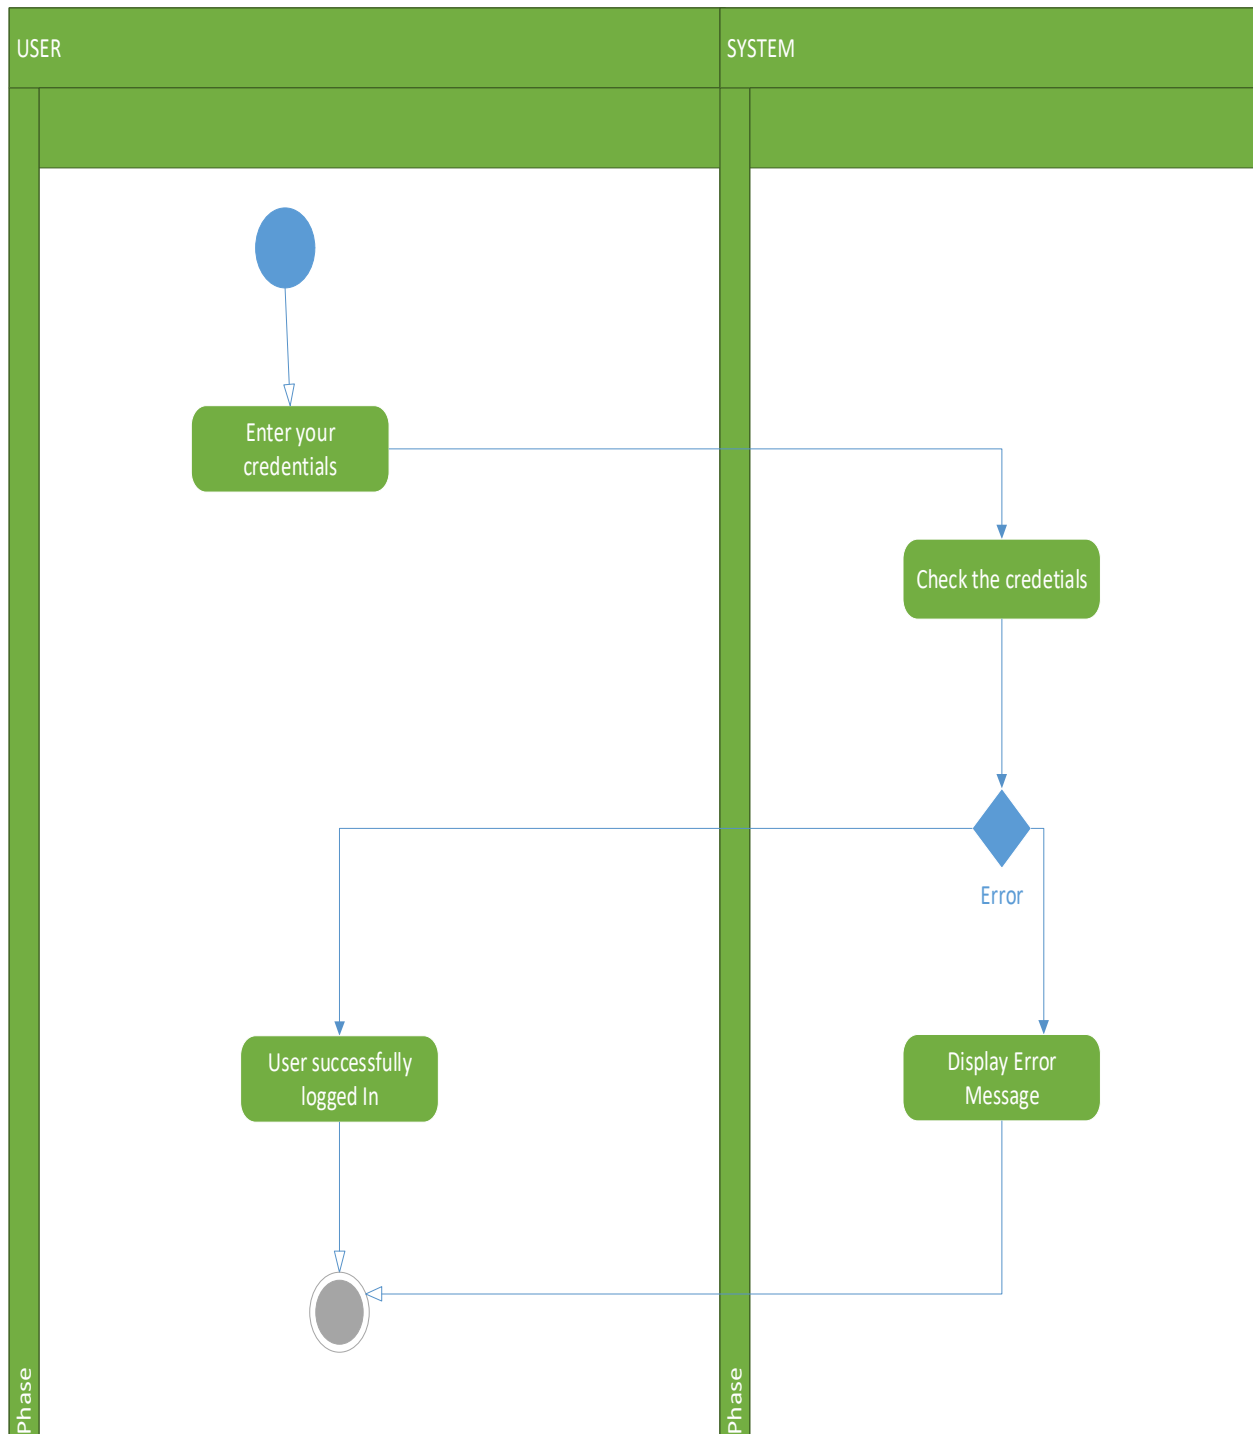 USER
SYSTEM
Enter your
credentials
Check the credetials
Error
User successfully
logged In
Display Error
Message
Phase
Phase